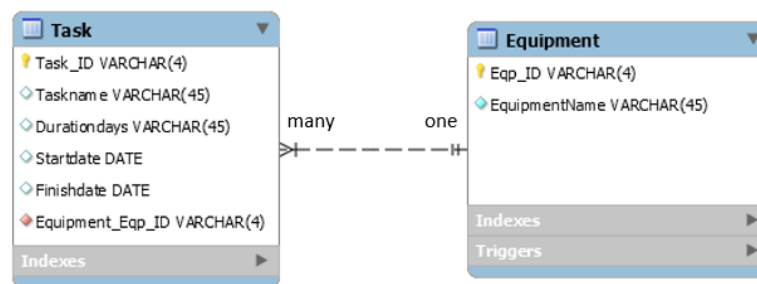 Task
Task_ID VARCHAR(4)
Taskname VARCHAR(45)
Durationdays VARCHAR(45)
Startdate DATE
Finishdate DATE
Equipment_Eqp_ID VARCHAR(4)
Indexes
many
one
Equipment
Eqp_ID VARCHAR(4)
EquipmentName VARCHAR(45)
Indexes
Triggers